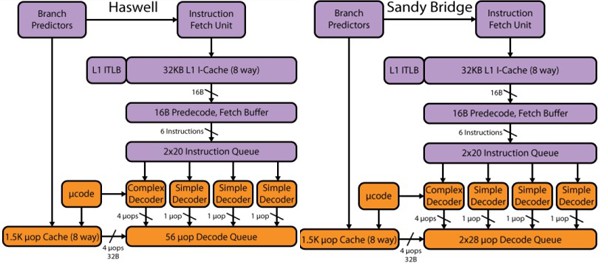 Haswell
Branch
Predictors
Instruction
Fetch Unit
L1 ITLB
32KB L1 I-Cache (8 way)
16B
16B Predecode, Fetch Buffer
6 Instructions
2x20 Instruction Queue
µcode
Complex
Decoder
Simple
Decoder
Simple
Decoder
Simple
Decoder
4 µops
1 µop
1 µop
1 µop
1.5K µop Cache (8 way)
4 µops
32B
56 µop Decode Queue
Sandy Bridge
Branch
Predictors
Instruction
Fetch Unit
L1 ITLB
32KB L1 I-Cache (8 way)
16B
16B Predecode, Fetch Buffer
6 Instructions
2x20 Instruction Queue
µcode
Complex
Decoder
Simple
Decoder
Simple
Decoder
Simple
Decoder
4 µops
1 µop
1 µop
1 µop
1.5K µop Cache (8 way)
4 µops
32B
2x28 µop Decode Queue